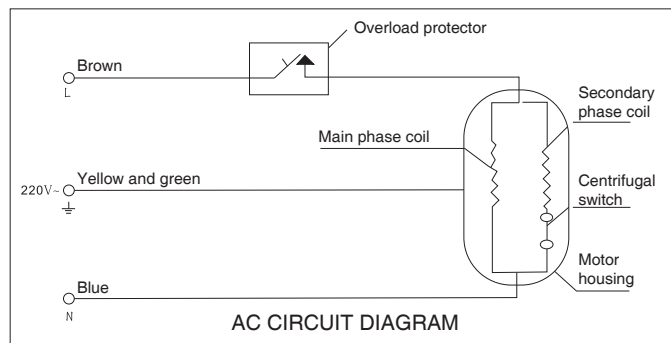 Overload protector
Brown
L
Secondary
phase coil
Main phase coil
Yellow and green
220V~
Centrifugal
switch
Blue
N
Motor
housing
AC CIRCUIT DIAGRAM